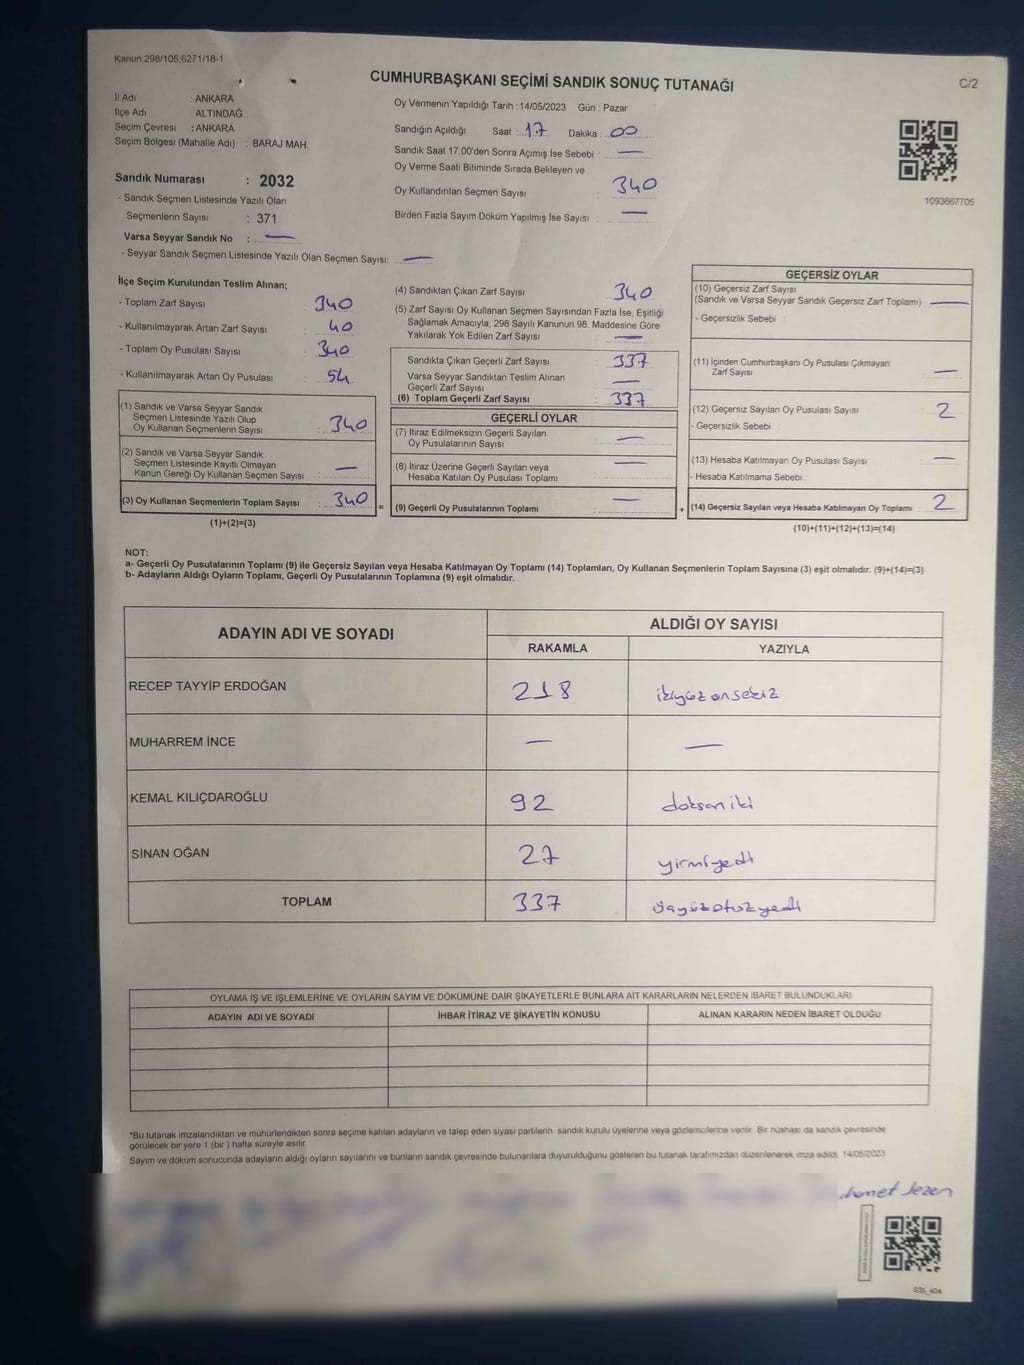 Kanun:298/105,6271/18-1
CUMHURBAŞKANI SEÇİMİ SANDIK SONUÇ TUTANAĞI
C/2
İl Adı : ANKARA
İlçe Adı : ALTINDAĞ
Seçim Çevresi : ANKARA
Seçim Bölgesi (Mahalle Adı) : BARAJ MAH.
Sandık Numarası : 2032
- Sandık Seçmen Listesinde Yazılı Olan
Seçmenlerin Sayısı : 371
Varsa Seyyar Sandık No : —
- Seyyar Sandık Seçmen Listesinde Yazılı Olan Seçmen Sayısı: —
Oy Vermenin Yapıldığı Tarih : 14/05/2023 Gün : Pazar
Sandığın Açıldığı Saat : 17 Dakika : 00
Sandık Saat 17.00'den Sonra Açımış İse Sebebi : —
Oy Verme Saati Bitiminde Sırada Bekleyen ve
Oy Kullandırılan Seçmen Sayısı : 340
Birden Fazla Sayım Döküm Yapılmış İse Sayısı : —
1093667705
İlçe Seçim Kurulundan Teslim Alınan;
- Toplam Zarf Sayısı : 340
- Kullanılmayarak Artan Zarf Sayısı : 40
- Toplam Oy Pusulası Sayısı : 340
- Kullanılmayarak Artan Oy Pusulası : 54
(1) Sandık ve Varsa Seyyar Sandık
Seçmen Listesinde Yazılı Olup
Oy Kullanan Seçmenlerin Sayısı : 340
(2) Sandık ve Varsa Seyyar Sandık
Seçmen Listesinde Kayıtlı Olmayan
Kanun Gereği Oy Kullanan Seçmen Sayısı : —
(3) Oy Kullanan Seçmenlerin Toplam Sayısı : 340
(1)+(2)=(3)
(4) Sandıktan Çıkan Zarf Sayısı : 340
(5) Zarf Sayısı Oy Kullanan Seçmen Sayısından Fazla İse, Eşitliği
Sağlamak Amacıyla; 298 Sayılı Kanunun 98. Maddesine Göre
Yakılarak Yok Edilen Zarf Sayısı : —
Sandıkta Çıkan Geçerli Zarf Sayısı : 337
Varsa Seyyar Sandıktan Teslim Alınan
Geçerli Zarf Sayısı : —
(6) Toplam Geçerli Zarf Sayısı : 337
GEÇERLİ OYLAR
(7) İtiraz Edilmeksizin Geçerli Sayılan
Oy Pusulalarının Sayısı : —
(8) İtiraz Üzerine Geçerli Sayılan veya
Hesaba Katılan Oy Pusulası Toplamı : —
= (9) Geçerli Oy Pusulalarının Toplamı : —
GEÇERSİZ OYLAR
(10) Geçersiz Zarf Sayısı
(Sandık ve Varsa Seyyar Sandık Geçersiz Zarf Toplamı) : —
- Geçersizlik Sebebi :
(11) İçinden Cumhurbaşkanı Oy Pusulası Çıkmayan
Zarf Sayısı : —
(12) Geçersiz Sayılan Oy Pusulası Sayısı : 2
- Geçersizlik Sebebi :
(13) Hesaba Katılmayan Oy Pusulası Sayısı : —
- Hesaba Katılmama Sebebi :
+ (14) Geçersiz Sayılan veya Hesaba Katılmayan Oy Toplamı : 2
(10)+(11)+(12)+(13)=(14)
NOT:
a- Geçerli Oy Pusulalarının Toplamı (9) ile Geçersiz Sayılan veya Hesaba Katılmayan Oy Toplamı (14) Toplamları, Oy Kullanan Seçmenlerin Toplam Sayısına (3) eşit olmalıdır. (9)+(14)=(3)
b- Adayların Aldığı Oyların Toplamı, Geçerli Oy Pusulalarının Toplamına (9) eşit olmalıdır.
ADAYIN ADI VE SOYADI
ALDIĞI OY SAYISI
RAKAMLA YAZIYLA
RECEP TAYYİP ERDOĞAN 218 ikiyüzonsekiz
MUHARREM İNCE — —
KEMAL KILIÇDAROĞLU 92 doksaniki
SİNAN OĞAN 27 yirmiyedi
TOPLAM 337 üçyüzotuzyedi
OYLAMA İŞ VE İŞLEMLERİNE VE OYLARIN SAYIM VE DÖKÜMÜNE DAİR ŞİKAYETLERLE BUNLARA AİT KARARLARIN NELERDEN İBARET BULUNDUKLARI
ADAYIN ADI VE SOYADI İHBAR İTİRAZ VE ŞİKAYETİN KONUSU ALINAN KARARIN NEDEN İBARET OLDUĞU
*Bu tutanak imzalandıktan ve mühürlendikten sonra seçime katılan adayların ve talep eden siyasi partilerin sandık kurulu üyelerine veya gözlemcilerine verilir. Bir nüshası da sandık çevresinde
görülecek bir yere 1 (bir ) hafta süreyle asılır.
Sayım ve döküm sonucunda adayların aldığı oyların sayılarını ve bunların sandık çevresinde bulunanlara duyurulduğunu gösteren bu tutanak tarafımızdan düzenlenerek imza edildi. 14/05/2023